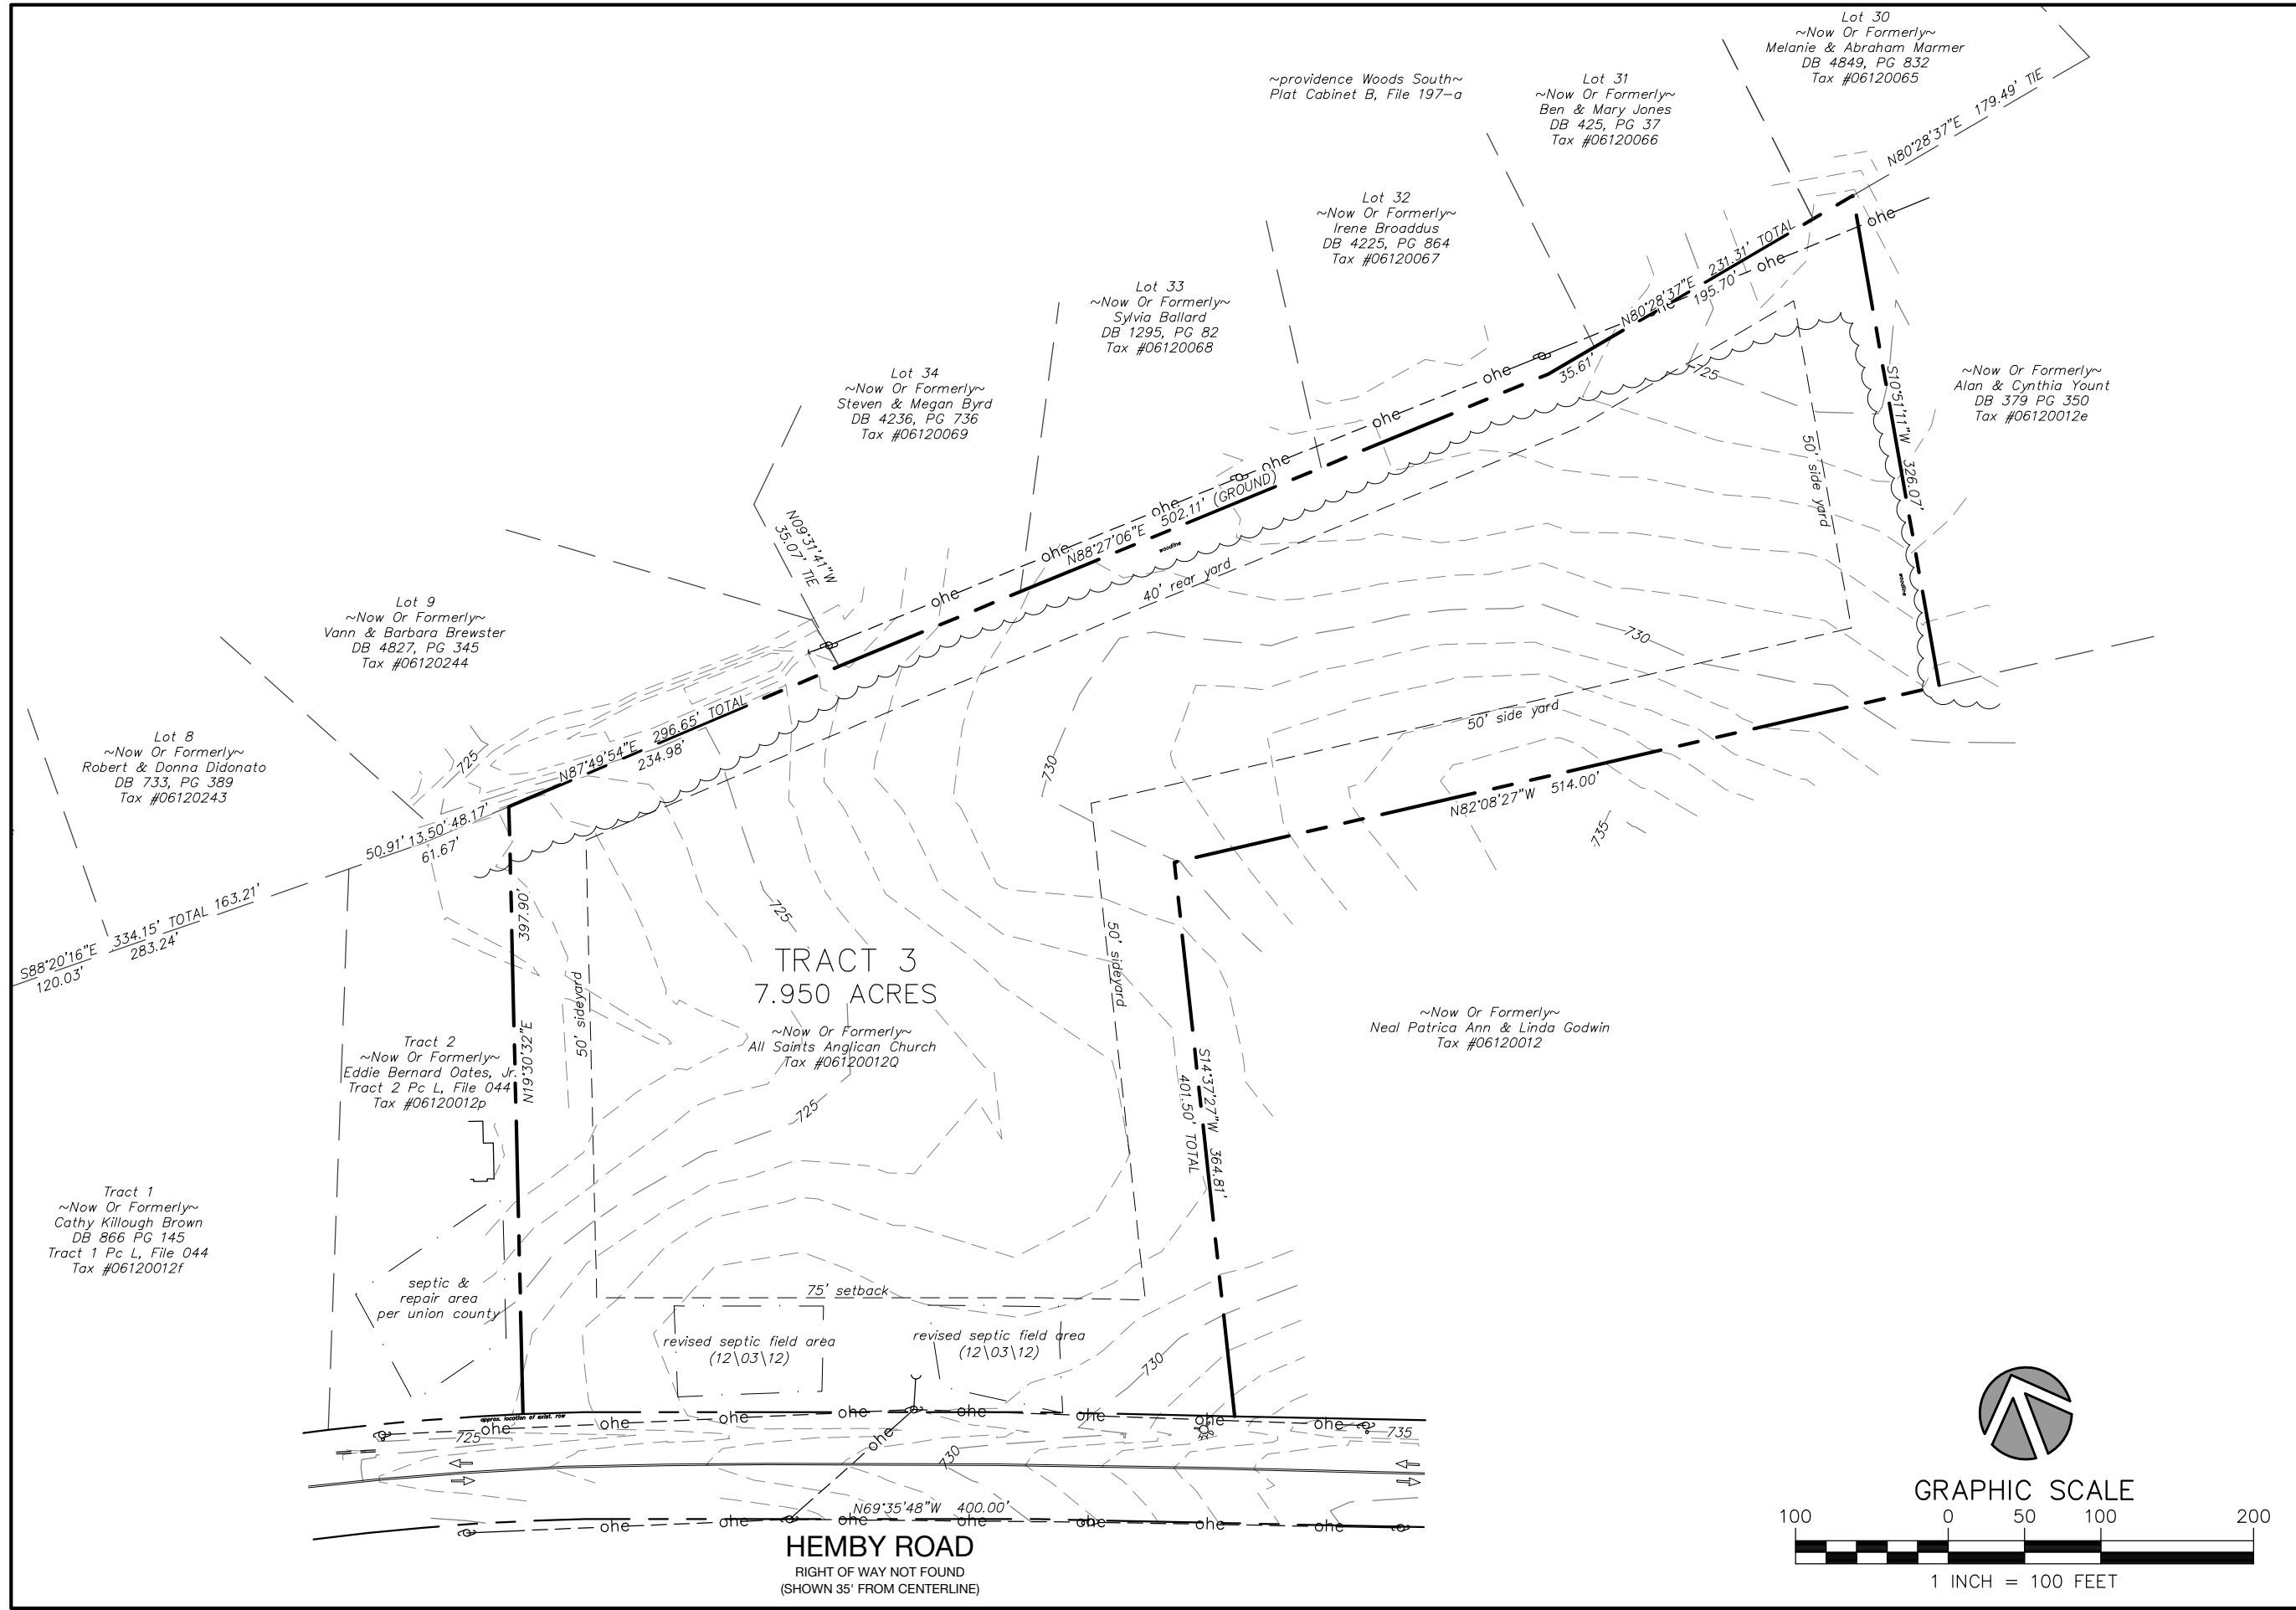 Lot 30
~Now Or Formerly~
Melanie & Abraham Marmer
DB 4849, PG 832
Tax #06120065
N80°28'37"E 179.49' TIE
~providence Woods South~
Plat Cabinet B, File 197-a
Lot 31
~Now Or Formerly~
Ben & Mary Jones
DB 425, PG 37
Tax #06120066
Lot 32
~Now Or Formerly~
Irene Broaddus
DB 4225, PG 864
Tax #06120067
Lot 33
~Now Or Formerly~
Sylvia Ballard
DB 1295, PG 82
Tax #06120068
Lot 34
~Now Or Formerly~
Steven & Megan Byrd
DB 4236, PG 736
Tax #06120069
ohe
N80°28'37"E 231.31' TOTAL
195.70'
ohe
ohe
35.61'
725
~Now Or Formerly~
Alan & Cynthia Yount
DB 379 PG 350
Tax #06120012e
S10°51'11"W 326.07'
50' side yard
woodline
ohe
ohe
ohe
ohe
ohe
ohe
N88°27'06"E 502.11' (GROUND)
woodline
40' rear yard
N09°31'41"W
35.07' TIE
Lot 9
~Now Or Formerly~
Vann & Barbara Brewster
DB 4827, PG 345
Tax #06120244
Lot 8
~Now Or Formerly~
Robert & Donna Didonato
DB 733, PG 389
Tax #06120243
725
N87°49'54"E 296.65' TOTAL
234.98'
730
730
50' side yard
N82°08'27"W 514.00'
735
50.91' 13.50' 48.17'
61.67'
S88°20'16"E 334.15' TOTAL 163.21'
120.03'
283.24'
397.90'
N19°30'32"E
50' sideyard
725
TRACT 3
7.950 ACRES
~Now Or Formerly~
All Saints Anglican Church
Tax #06120012Q
725
50' sideyard
S14°37'27"W 364.81'
401.50' TOTAL
~Now Or Formerly~
Neal Patrica Ann & Linda Godwin
Tax #06120012
Tract 2
~Now Or Formerly~
Eddie Bernard Oates, Jr.
Tract 2 Pc L, File 044
Tax #06120012p
Tract 1
~Now Or Formerly~
Cathy Killough Brown
DB 866 PG 145
Tract 1 Pc L, File 044
Tax #06120012f
septic &
repair area
per union county
75' setback
revised septic field area
(12\03\12)
revised septic field area
(12\03\12)
730
approx. location of exist. row
ohe
ohe
ohe
ohe
ohe
ohe
ohe
ohe
725
ohe
730
735
N69°35'48"W 400.00'
ohe
ohe
ohe
ohe
ohe
ohe
ohe
HEMBY ROAD
RIGHT OF WAY NOT FOUND
(SHOWN 35' FROM CENTERLINE)
GRAPHIC SCALE
100 0 50 100 200
1 INCH = 100 FEET